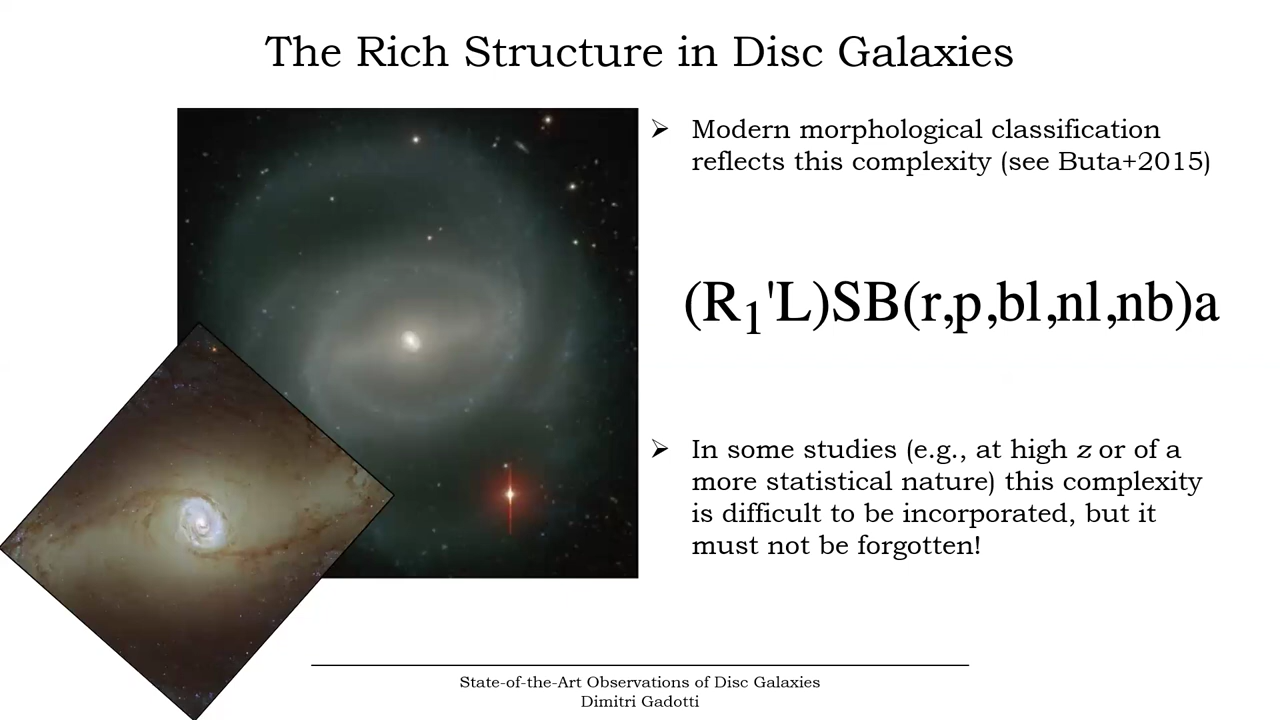 The Rich Structure in Disc Galaxies
➢ Modern morphological classification
reflects this complexity (see Buta+2015)
(R₁'L)SB(r,p,bl,nl,nb)a
➢ In some studies (e.g., at high z or of a
more statistical nature) this complexity
is difficult to be incorporated, but it
must not be forgotten!
State-of-the-Art Observations of Disc Galaxies
Dimitri Gadotti